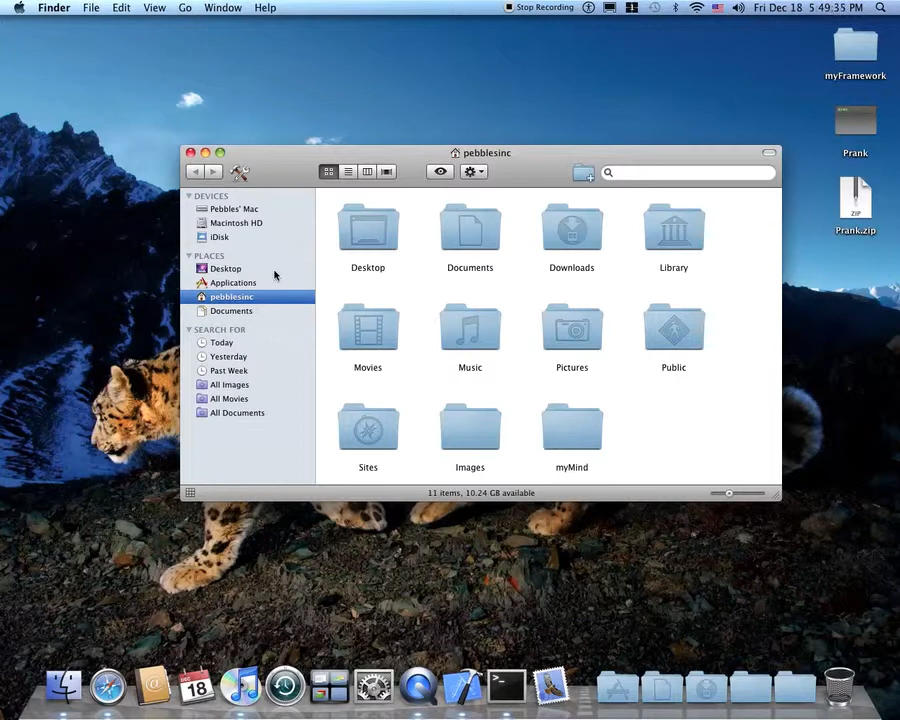 Finder File Edit View Go Window Help Stop Recording Fri Dec 18 5:49:35 PM
myFramework
Prank
ZIP
Prank.zip
pebblesinc
DEVICES
Pebbles' Mac
Macintosh HD
iDisk
PLACES
Desktop
Applications
pebblesinc
Documents
SEARCH FOR
Today
Yesterday
Past Week
All Images
All Movies
All Documents
Desktop Documents Downloads Library
Movies Music Pictures Public
Sites Images myMind
11 items, 10.24 GB available
DEC
18